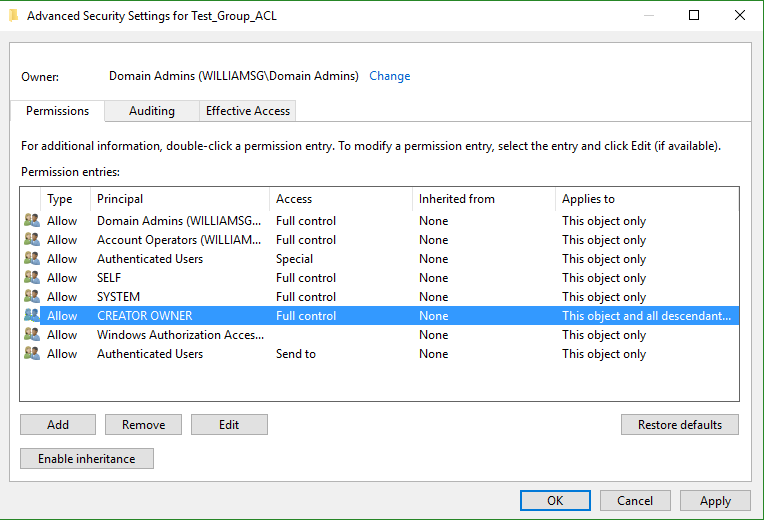 Advanced Security Settings for Test_Group_ACL
Owner: Domain Admins (WILLIAMSG\Domain Admins) Change
Permissions Auditing Effective Access
For additional information, double-click a permission entry. To modify a permission entry, select the entry and click Edit (if available).
Permission entries:
Type Principal Access Inherited from Applies to
Allow Domain Admins (WILLIAMSG... Full control None This object only
Allow Account Operators (WILLIAM... Full control None This object only
Allow Authenticated Users Special None This object only
Allow SELF Full control None This object only
Allow SYSTEM Full control None This object only
Allow CREATOR OWNER Full control None This object and all descendant...
Allow Windows Authorization Acces... None This object only
Allow Authenticated Users Send to None This object only
Add Remove Edit Restore defaults
Enable inheritance
OK Cancel Apply